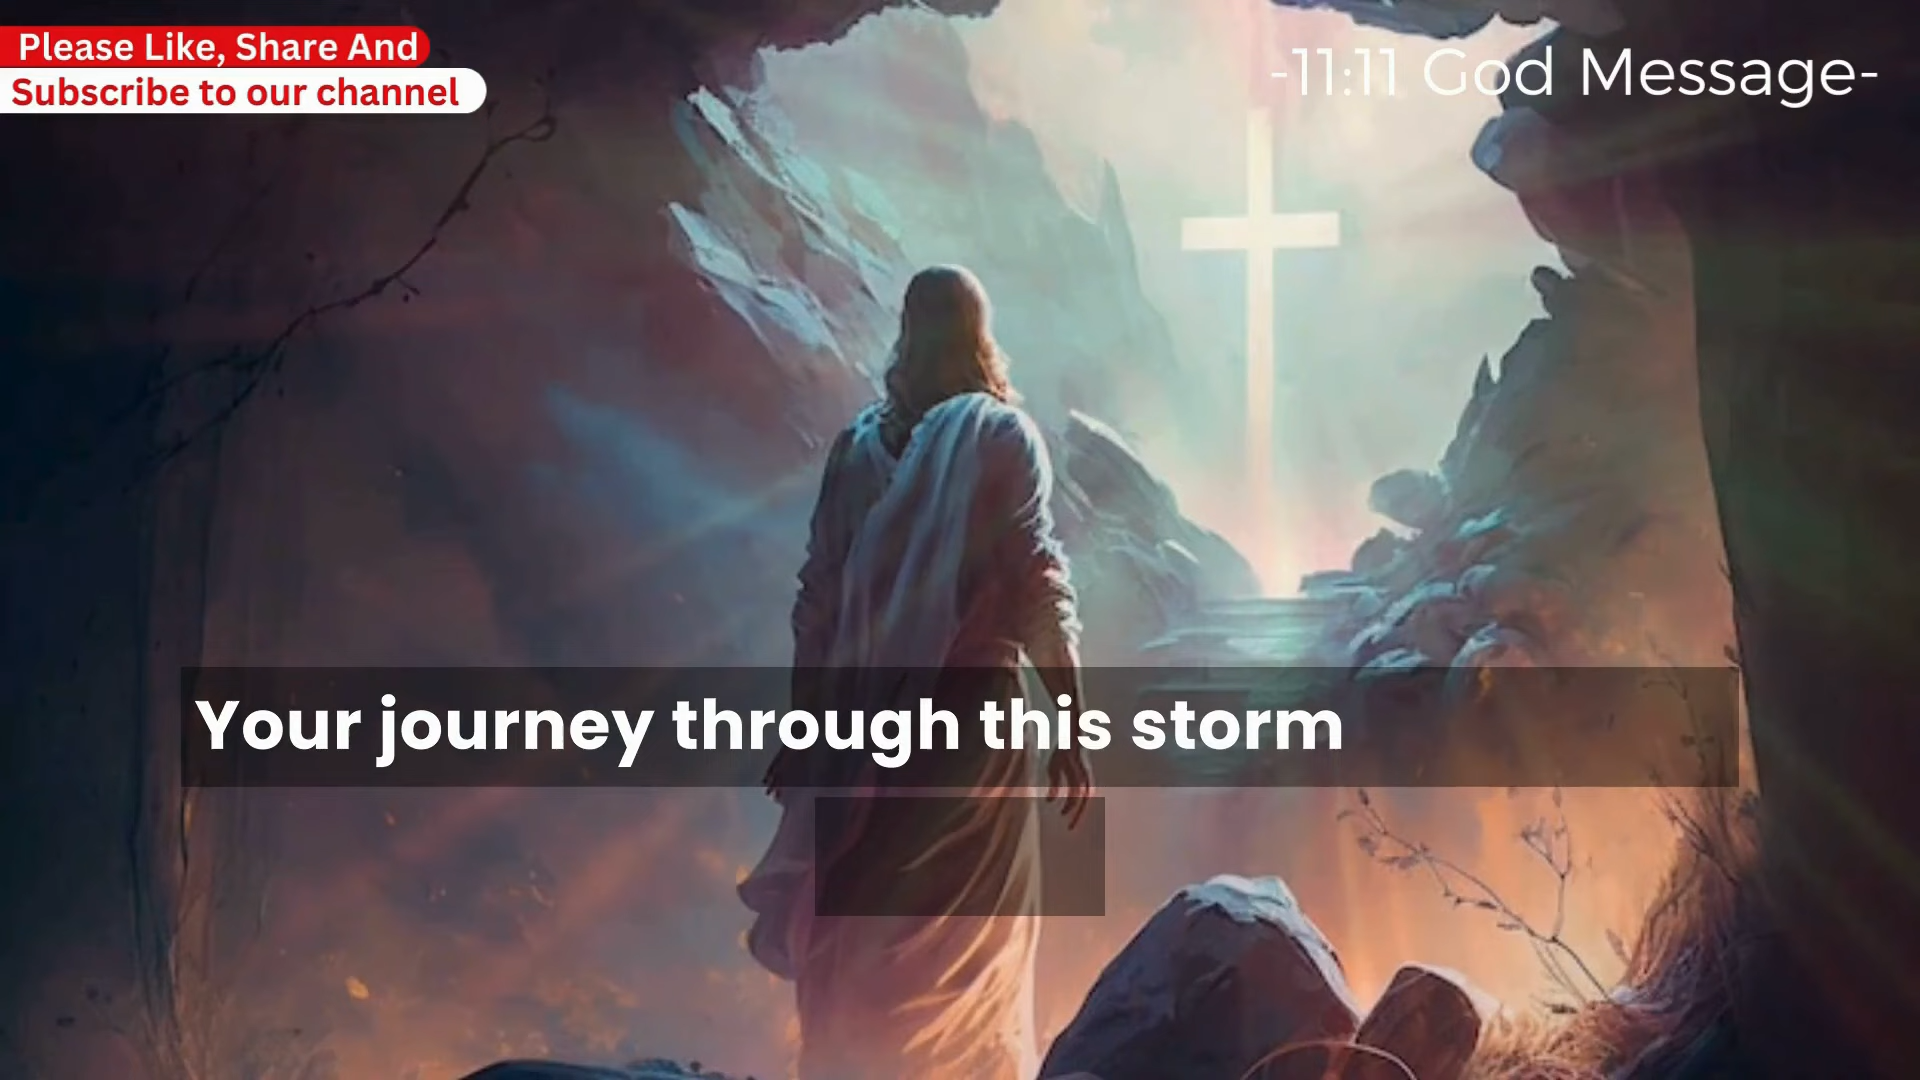 Please Like, Share And
Subscribe to our channel
-11:11 God Message-
Your journey through this storm